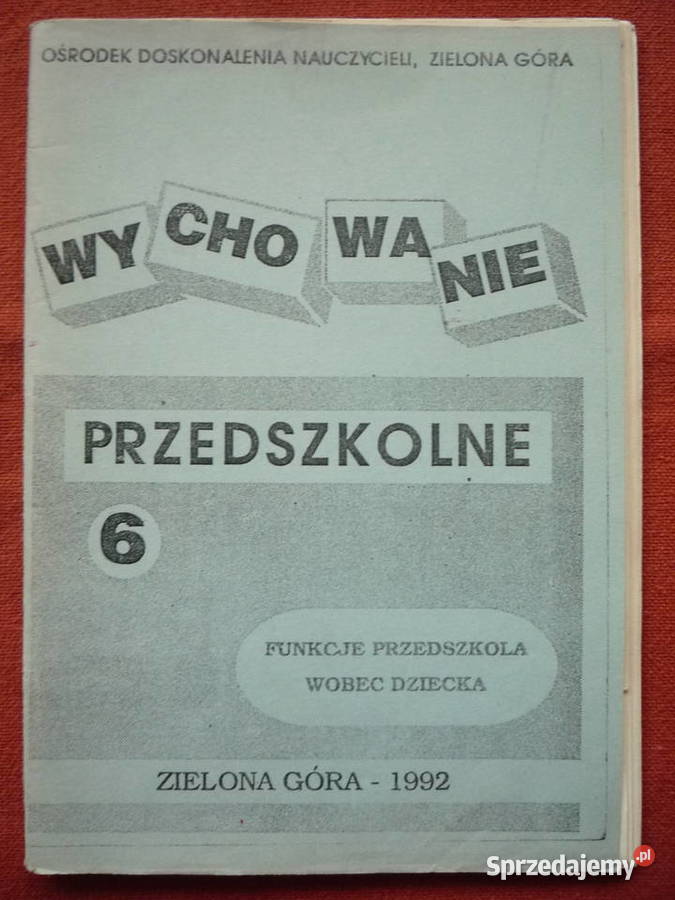 OŚRODEK DOSKONALENIA NAUCZYCIELI, ZIELONA GÓRA
WY CHO WA NIE
PRZEDSZKOLNE
6
FUNKCJE PRZEDSZKOLA
WOBEC DZIECKA
ZIELONA GÓRA - 1992
Sprzedajemy.pl